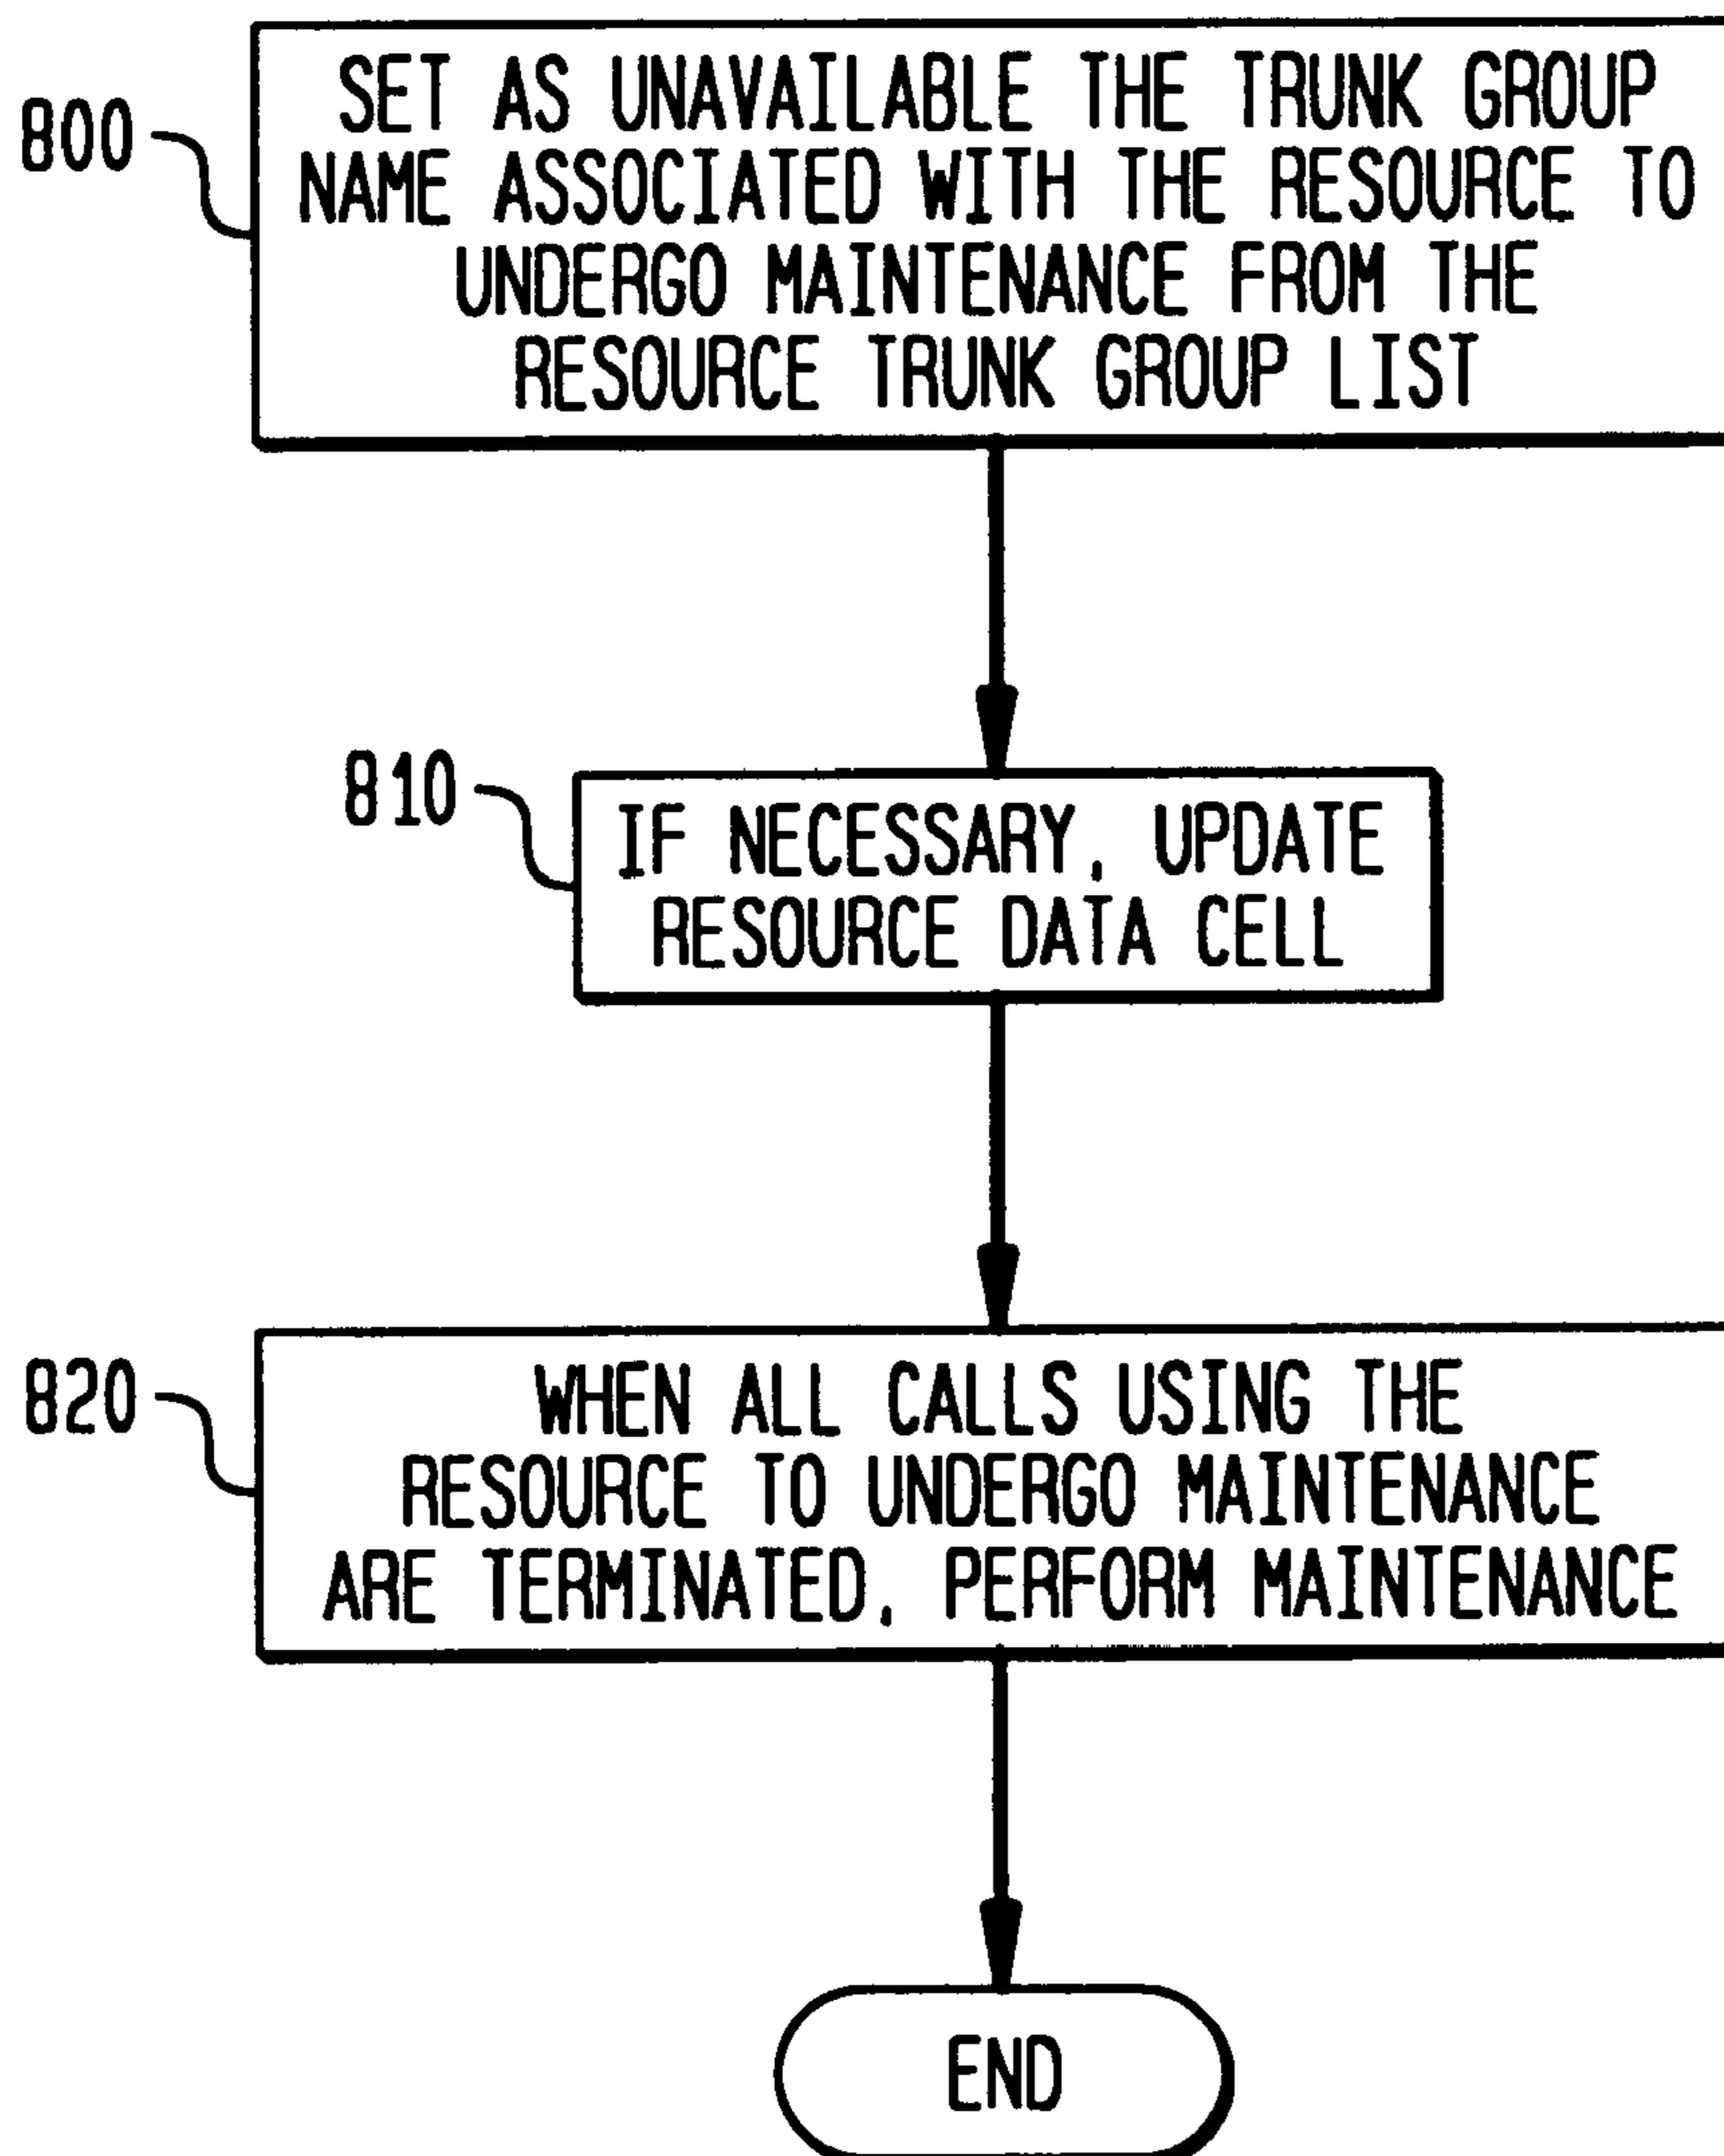 800
SET AS UNAVAILABLE THE TRUNK GROUP
NAME ASSOCIATED WITH THE RESOURCE TO
UNDERGO MAINTENANCE FROM THE
RESOURCE TRUNK GROUP LIST
810
IF NECESSARY, UPDATE
RESOURCE DATA CELL
820
WHEN ALL CALLS USING THE
RESOURCE TO UNDERGO MAINTENANCE
ARE TERMINATED, PERFORM MAINTENANCE
END